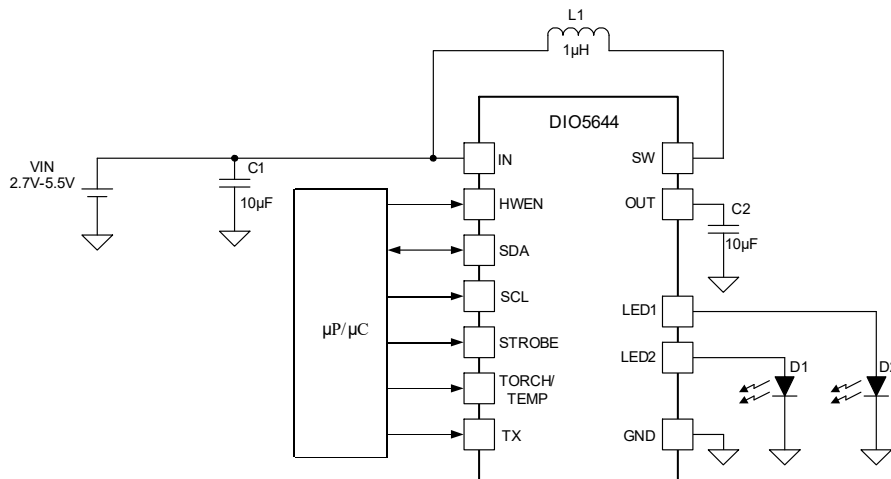 L1
1µH
DIO5644
VIN
2.7V-5.5V
C1
10µF
IN
SW
HWEN
OUT
C2
10µF
SDA
SCL
LED1
µP/µC
STROBE
LED2
D1
D2
TORCH/
TEMP
TX
GND